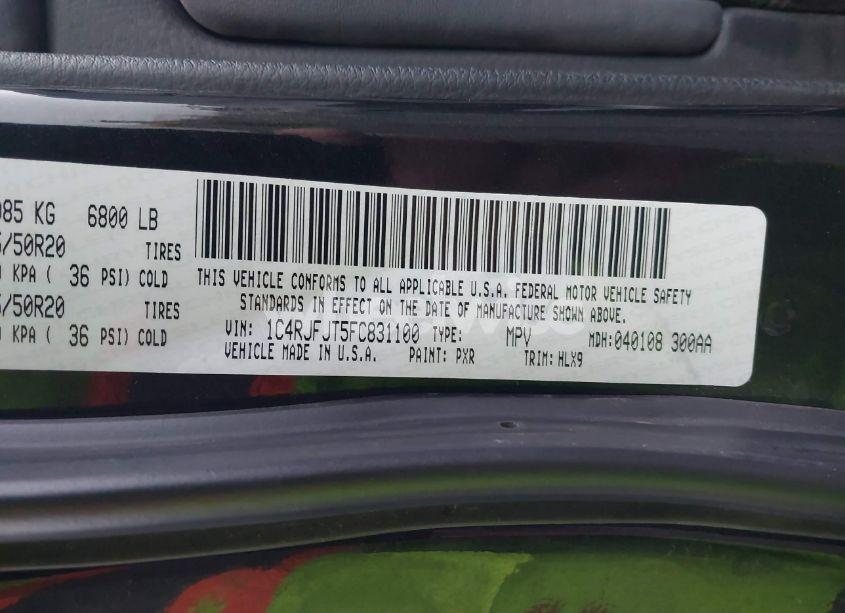 085 KG 6800 LB
/50R20 TIRES
KPA ( 36 PSI) COLD
/50R20 TIRES
KPA ( 36 PSI) COLD
THIS VEHICLE CONFORMS TO ALL APPLICABLE U.S.A. FEDERAL MOTOR VEHICLE SAFETY
STANDARDS IN EFFECT ON THE DATE OF MANUFACTURE SHOWN ABOVE.
VIN: 1C4RJFJT5FC831100 TYPE: MPV MDH: 040108 300AA
VEHICLE MADE IN U.S.A. PAINT: PXR TRIM: HLX9